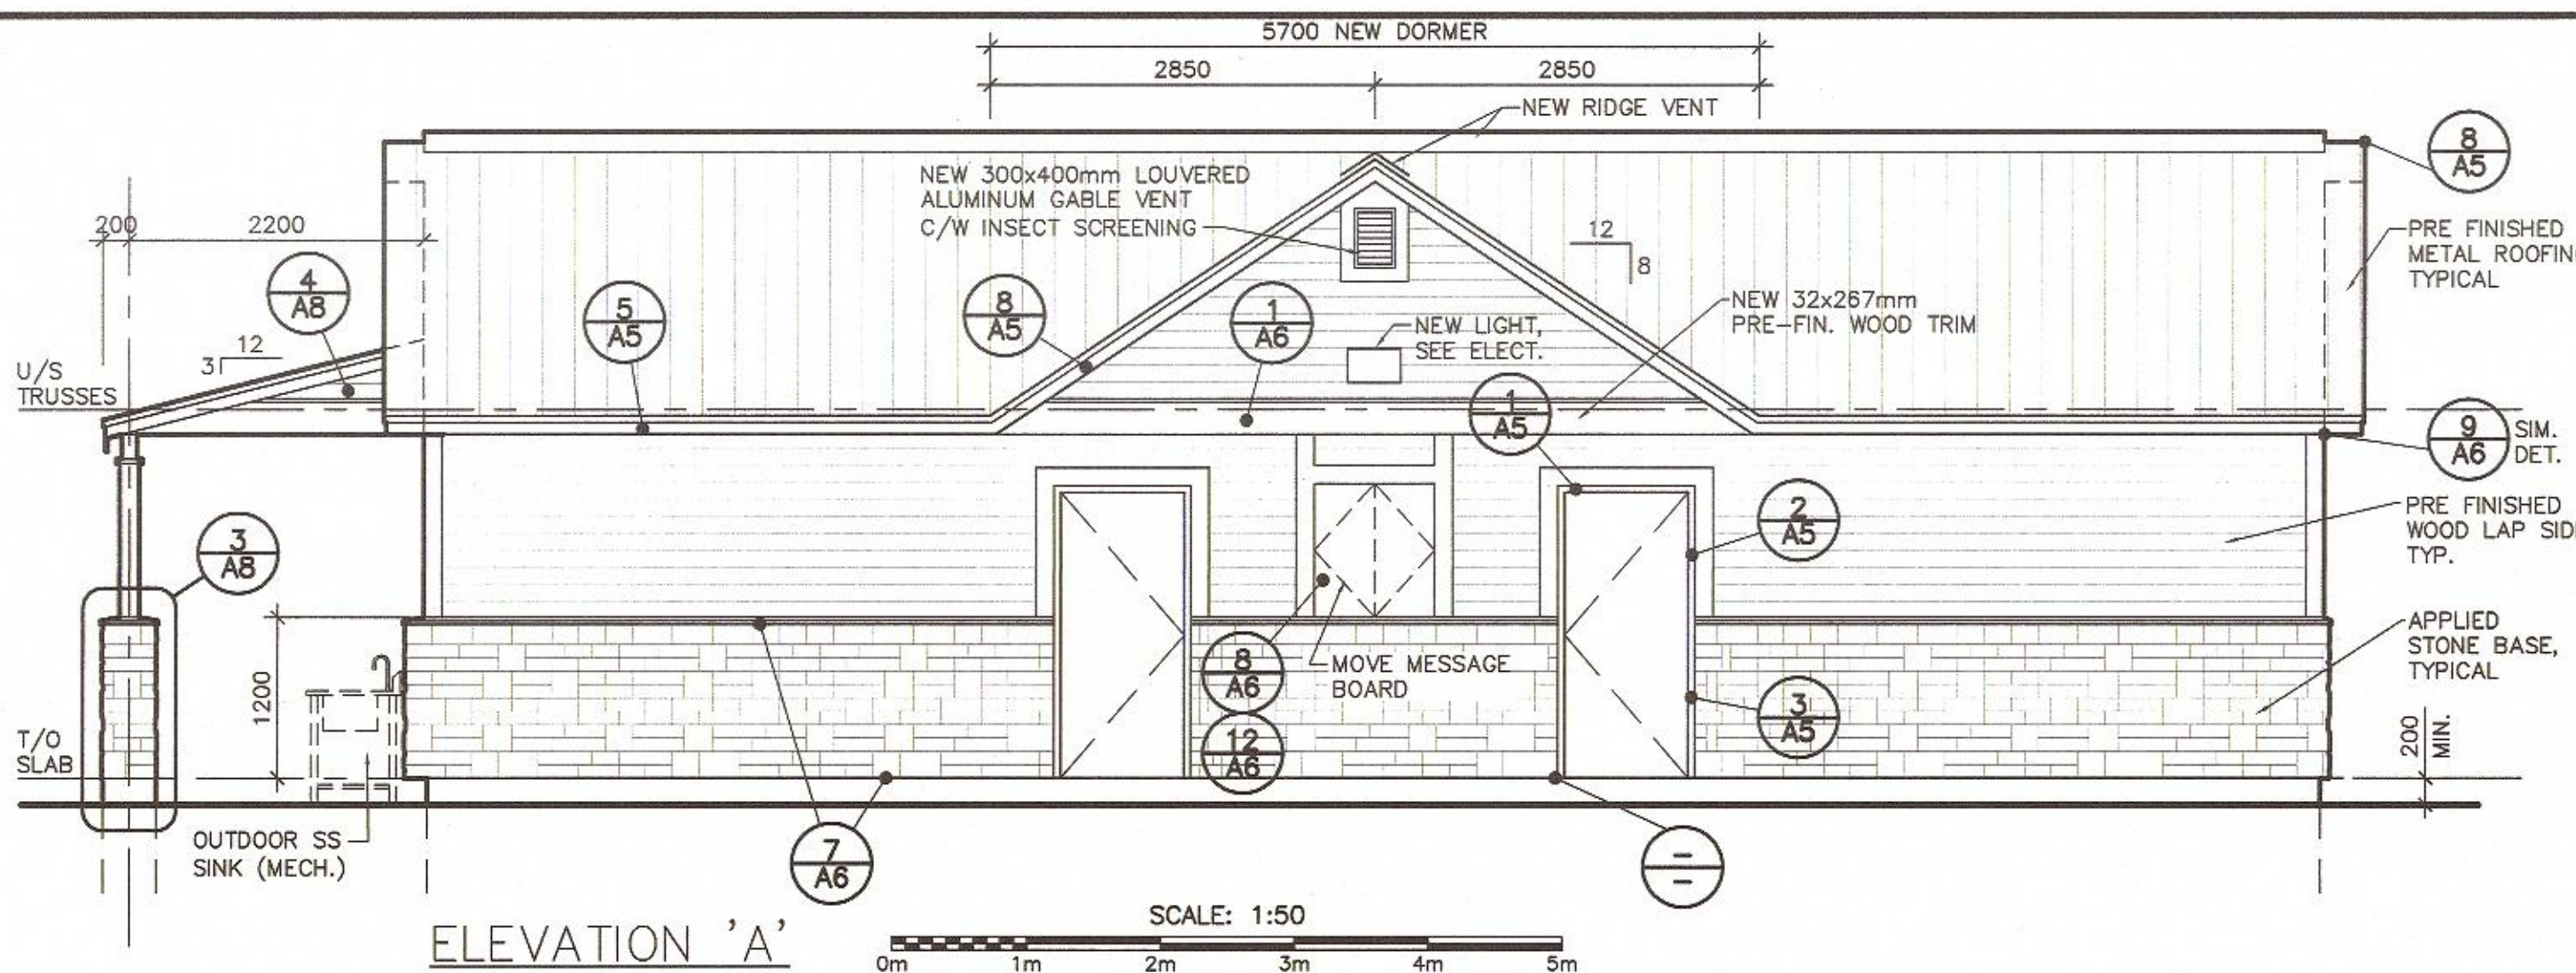 5700 NEW DORMER
2850
2850
NEW RIDGE VENT
8
A5
NEW 300x400mm LOUVERED
ALUMINUM GABLE VENT
C/W INSECT SCREENING
200
2200
12
8
PRE FINISHED
METAL ROOFING
TYPICAL
4
A8
5
A5
8
A5
1
A6
NEW LIGHT,
SEE ELECT.
NEW 32x267mm
PRE-FIN. WOOD TRIM
3
12
U/S
TRUSSES
1
A5
9
A6
SIM.
DET.
2
A5
PRE FINISHED
WOOD LAP
TYP.
3
A8
1200
8
A6
MOVE MESSAGE
BOARD
APPLIED
STONE BASE,
TYPICAL
3
A5
12
A6
T/O
SLAB
200
MIN.
OUTDOOR SS
SINK (MECH.)
7
A6
–
–
ELEVATION 'A'
SCALE: 1:50
0m 1m 2m 3m 4m 5m